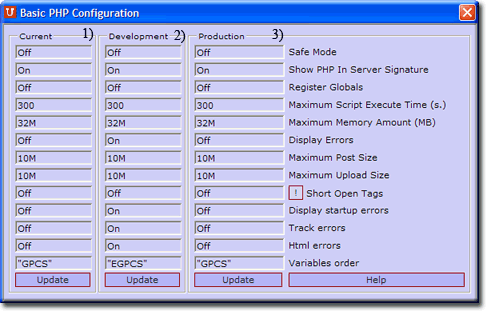 Basic PHP Configuration
Current 1) Development 2) Production 3)
Off Off Off Safe Mode
On On On Show PHP In Server Signature
Off Off Off Register Globals
300 300 300 Maximum Script Execute Time (s.)
32M 32M 32M Maximum Memory Amount (MB)
Off On Off Display Errors
10M 10M 10M Maximum Post Size
10M 10M 10M Maximum Upload Size
Off Off Off ! Short Open Tags
Off On Off Display startup errors
Off On Off Track errors
Off On Off Html errors
"GPCS" "EGPCS" "GPCS" Variables order
Update Update Update Help